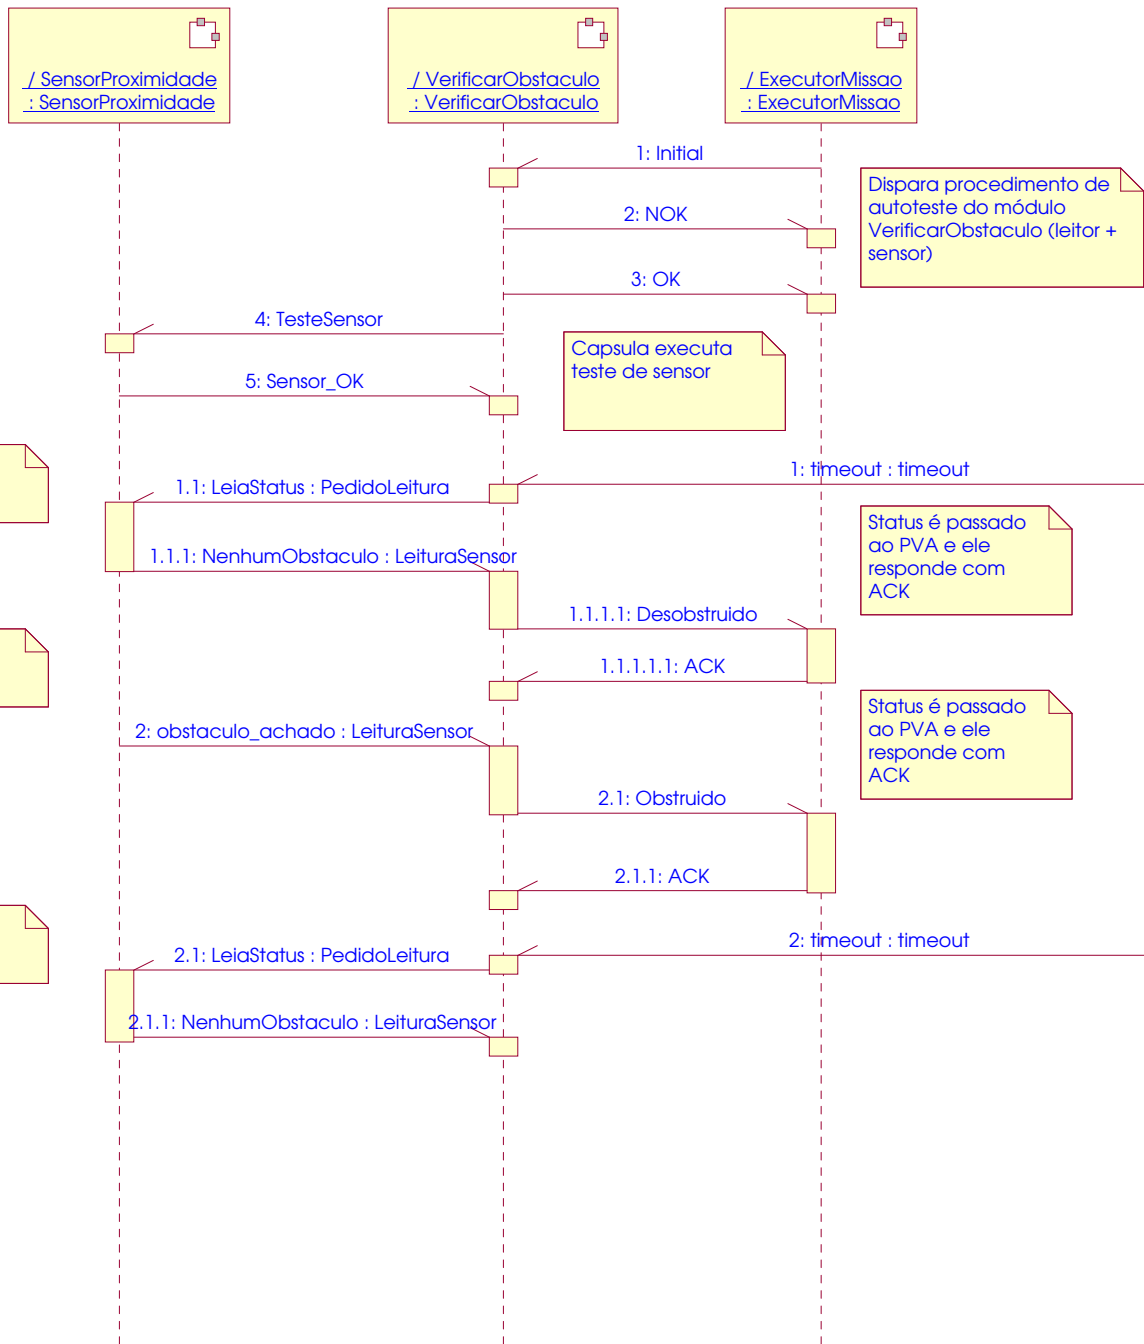 / SensorProximidade
: SensorProximidade
/ VerificarObstaculo
: VerificarObstaculo
/ ExecutorMissao
: ExecutorMissao
1: Initial
Dispara procedimento de
autoteste do módulo
VerificarObstaculo (leitor +
sensor)
2: NOK
3: OK
4: TesteSensor
Capsula executa
teste de sensor
5: Sensor_OK
1: timeout : timeout
1.1: LeiaStatus : PedidoLeitura
Status é passado
ao PVA e ele
responde com
ACK
1.1.1: NenhumObstaculo : LeituraSensor
1.1.1.1: Desobstruido
1.1.1.1.1: ACK
Status é passado
ao PVA e ele
responde com
ACK
2: obstaculo_achado : LeituraSensor
2.1: Obstruido
2.1.1: ACK
2: timeout : timeout
2.1: LeiaStatus : PedidoLeitura
2.1.1: NenhumObstaculo : LeituraSensor